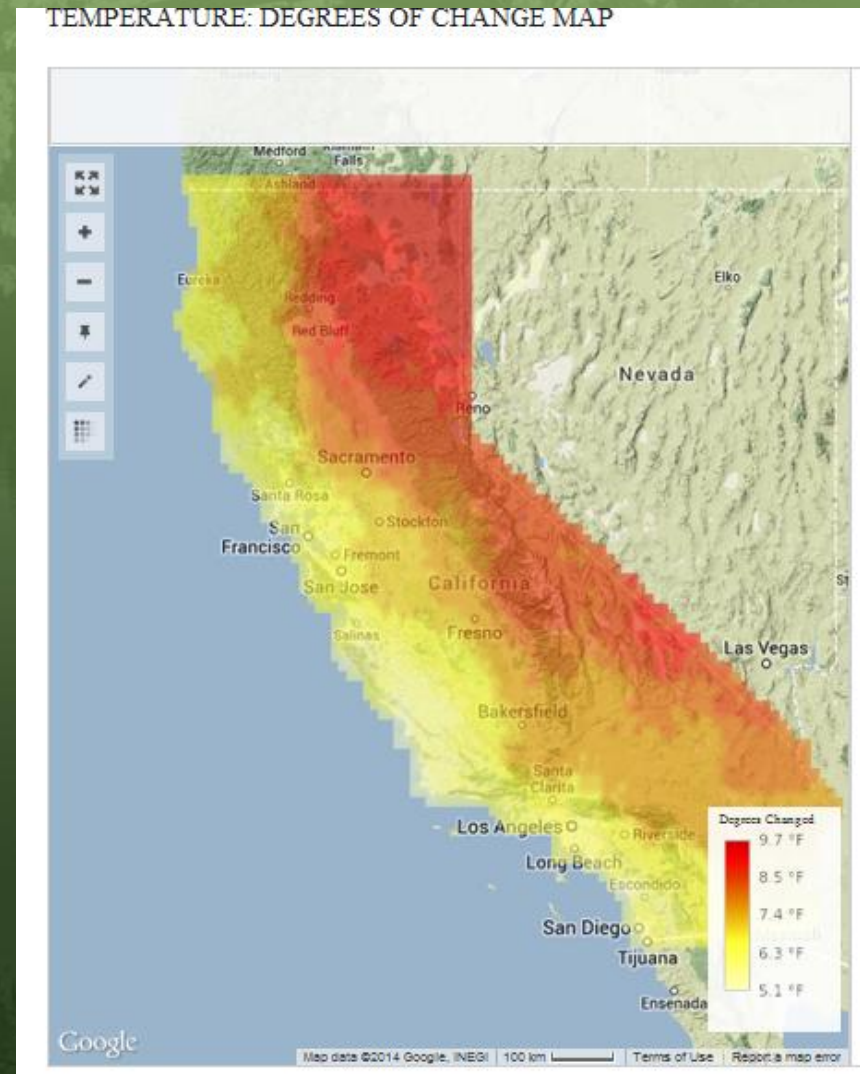 TEMPERATURE: DEGREES OF CHANGE MAP
Medford
Falls
Ashland
Eureka
Elko
Redding
Red Bluff
Nevada
Reno
Sacramento
Santa Rosa
Stockton
San
Francisco
Fremont
San Jose
California
Salinas
Fresno
Las Vegas
Bakersfield
Santa
Clarita
Los Angeles
Riverside
Long Beach
Escondido
San Diego
Tijuana
Ensenada
Degrees Changed
9.7 °F
8.5 °F
7.4 °F
6.3 °F
5.1 °F
Google
Map data ©2014 Google, INEGI
100 km
Terms of Use
Report a map error